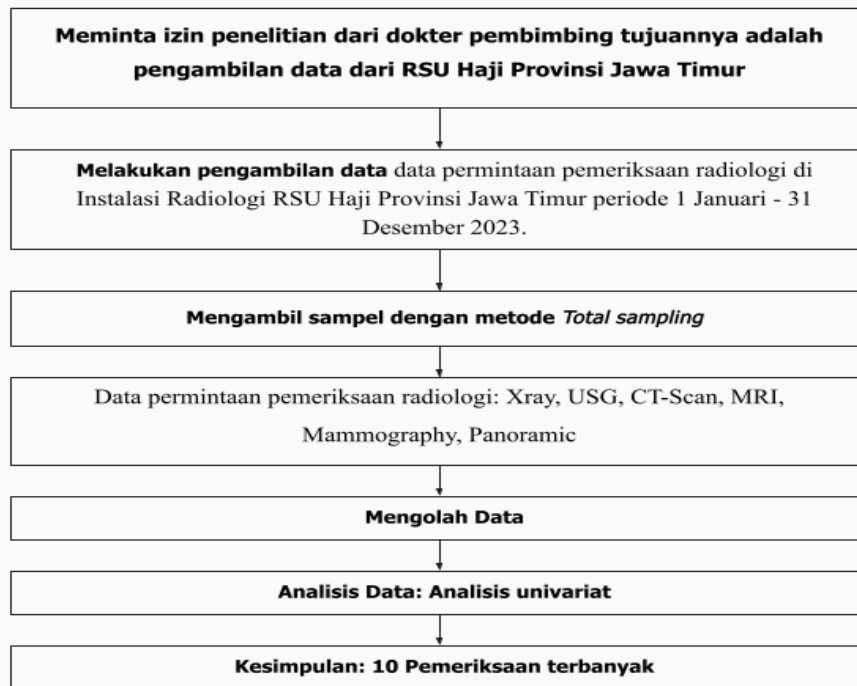 Meminta izin penelitian dari dokter pembimbing tujuannya adalah
pengambilan data dari RSU Haji Provinsi Jawa Timur
Melakukan pengambilan data data permintaan pemeriksaan radiologi di
Instalasi Radiologi RSU Haji Provinsi Jawa Timur periode 1 Januari - 31
Desember 2023.
Mengambil sampel dengan metode Total sampling
Data permintaan pemeriksaan radiologi: Xray, USG, CT-Scan, MRI,
Mammography, Panoramic
Mengolah Data
Analisis Data: Analisis univariat
Kesimpulan: 10 Pemeriksaan terbanyak